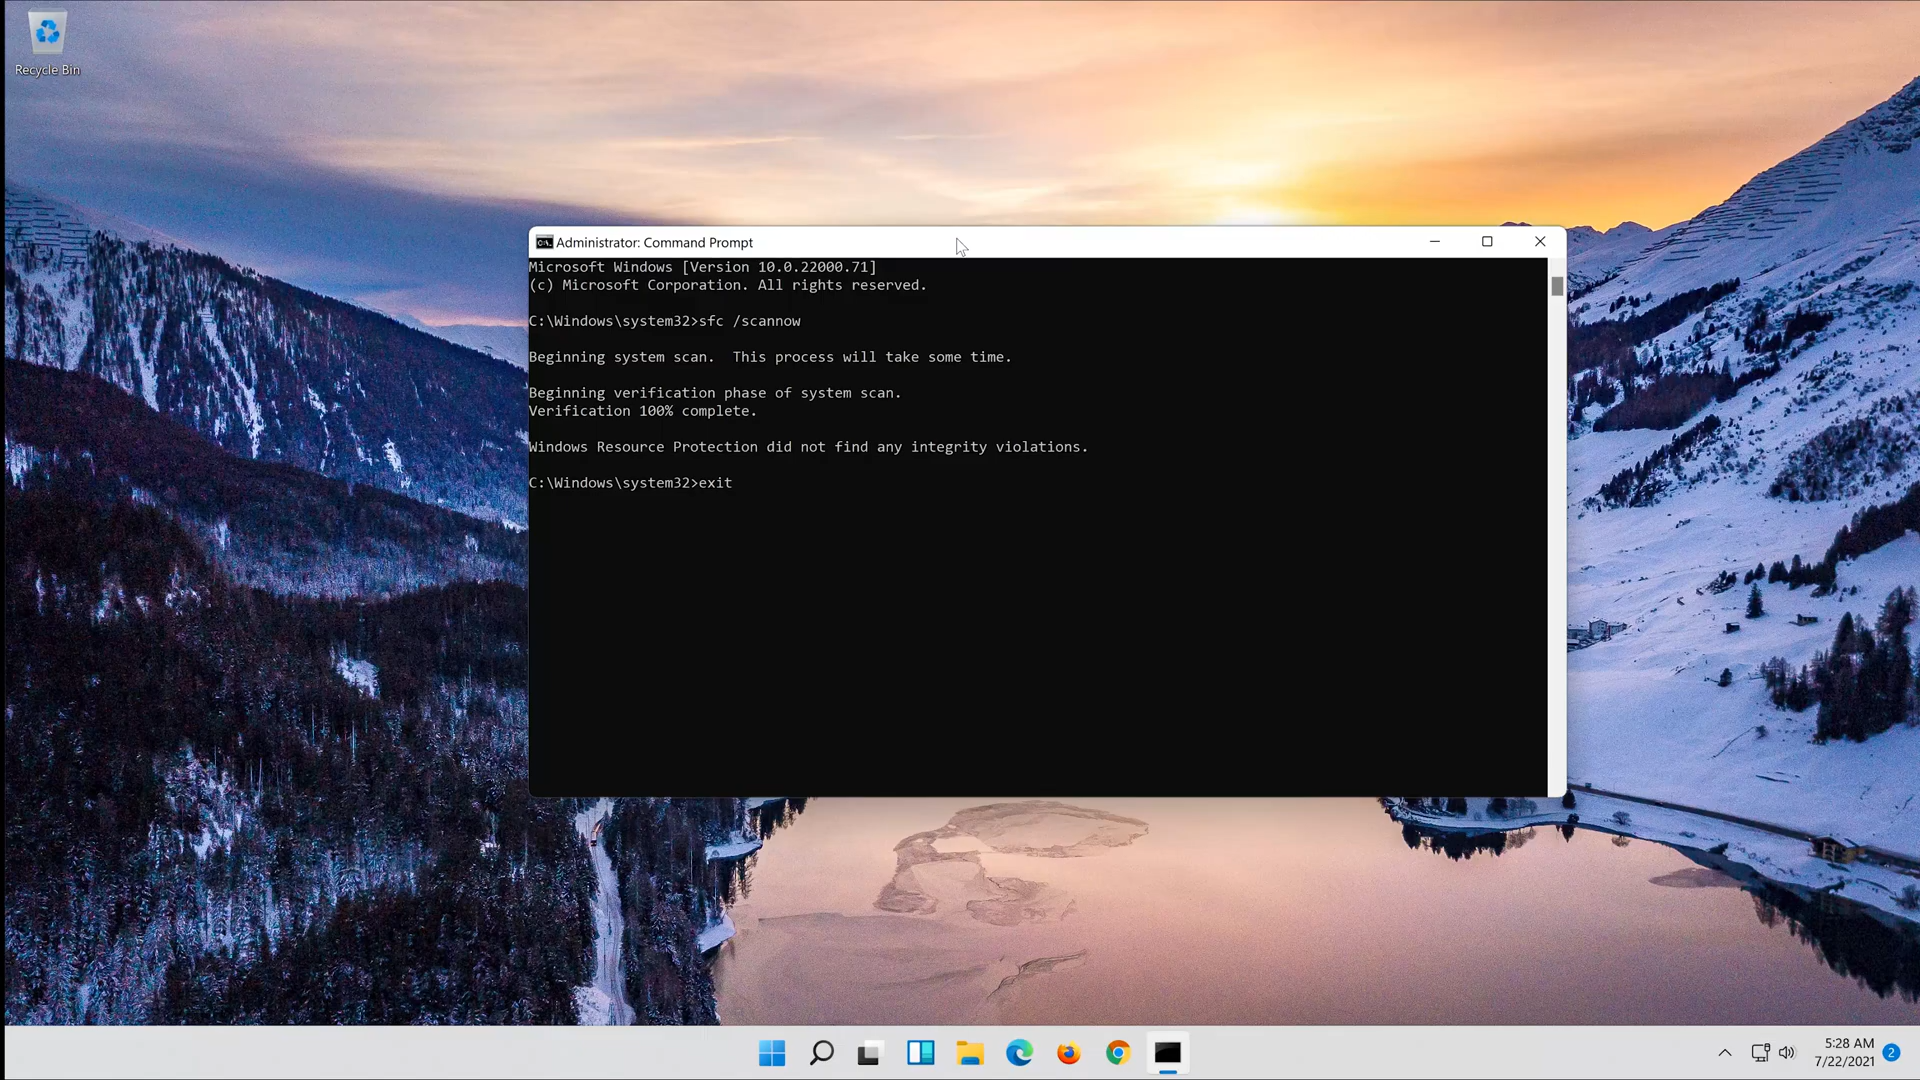 Recycle Bin
Administrator: Command Prompt
Microsoft Windows [Version 10.0.22000.71]
(c) Microsoft Corporation. All rights reserved.
C:\Windows\system32>sfc /scannow
Beginning system scan.  This process will take some time.
Beginning verification phase of system scan.
Verification 100% complete.
Windows Resource Protection did not find any integrity violations.
C:\Windows\system32>exit
5:28 AM
7/22/2021
2